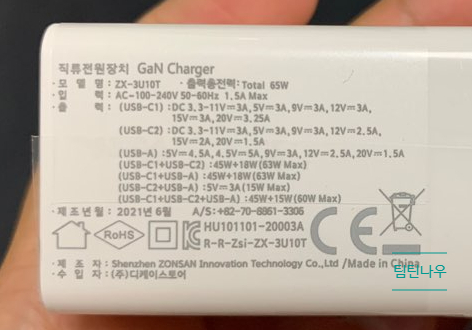 직류전원장치 GaN Charger
· 모 델 명 : ZX-3U10T ·출력총전력: Total 65W
· 입 력 : AC~100-240V 50-60Hz 1.5A Max
· 출 력 : (USB-C1): DC 3.3-11V⎓3A,5V⎓3A,9V⎓3A,12V⎓3A,
15V⎓3A, 20V⎓3.25A
(USB-C2): DC 3.3-11V⎓3A,5V⎓3A,9V⎓3A, 12V⎓2.5A,
15V⎓2A, 20V⎓1.5A
(USB-A) : 5V⎓4.5A, 4.5V⎓5A, 9V⎓3A, 12V⎓2.5A, 20V⎓1.5A
(USB-C1+USB-C2) : 45W+18W (63W Max)
(USB-C1+USB-A) : 45W+18W (63W Max)
(USB-C2+USB-A) : 5V⎓3A (15W Max)
(USB-C1+USB-C2+USB-A) : 45W+15W (60W Max)
· 제조년월 : 2021년 6월 A/S: +82-70-8861-3306
RoHS
HU101101-20003A
R-R-Zsi-ZX-3U10T
CE
· 제 조 자 : Shenzhen ZONSAN Innovation Technology Co.,Ltd /Made in China
· 수 입 자 : (주)디케이스토어
팀틴나우